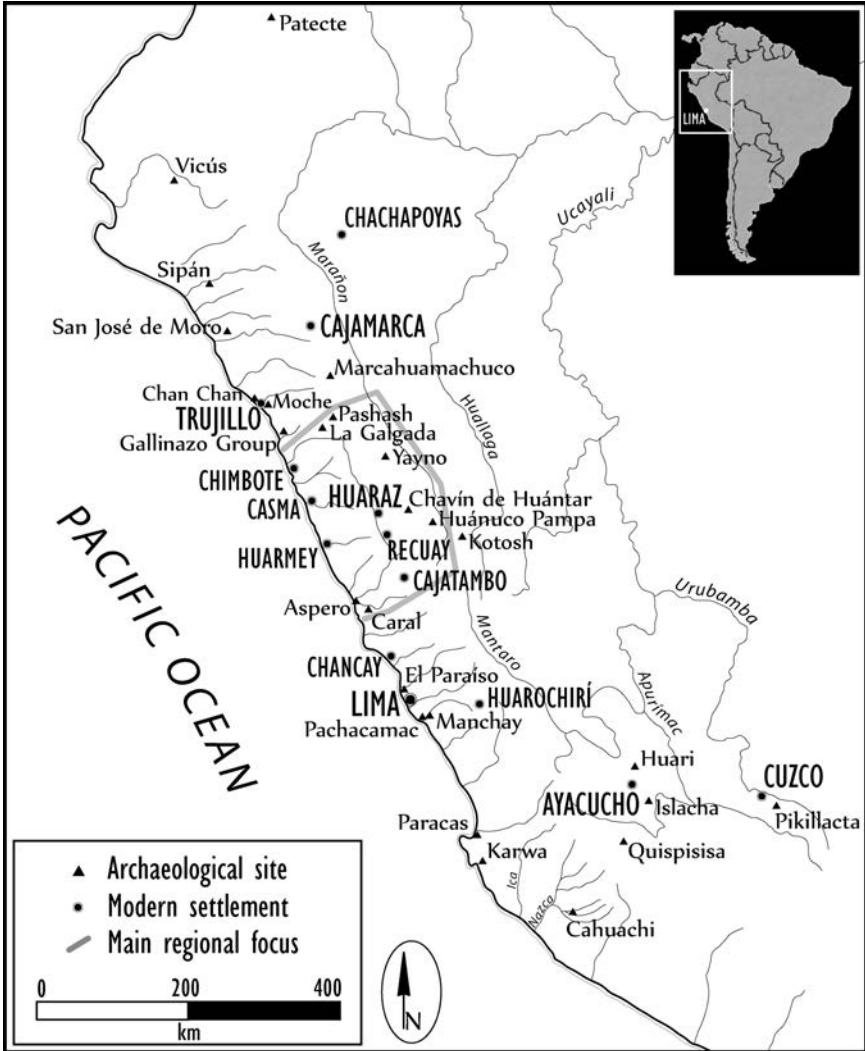 Patecte
LIMA
Vicús
Ucayali
CHACHAPOYAS
Marañon
Sipán
San José de Moro
CAJAMARCA
Marcahuamachuco
Huallaga
Chan Chan
Moche
TRUJILLO
Pashash
La Galgada
Gallinazo Group
Yayno
CHIMBOTE
HUARAZ
Chavín de Huántar
CASMA
Huánuco Pampa
Kotosh
RECUAY
HUARMEY
CAJATAMBO
PACIFIC OCEAN
Urubamba
Aspero
Caral
Mantaro
CHANCAY
El Paraíso
Apurimac
LIMA
HUAROCHIRÍ
Pachacamac
Manchay
Huari
CUZCO
AYACUCHO
Islacha
Pikillacta
Paracas
Karwa
Quispisisa
Ica
Nazca
Cahuachi
Archaeological site
Modern settlement
Main regional focus
0 200 400
km
N